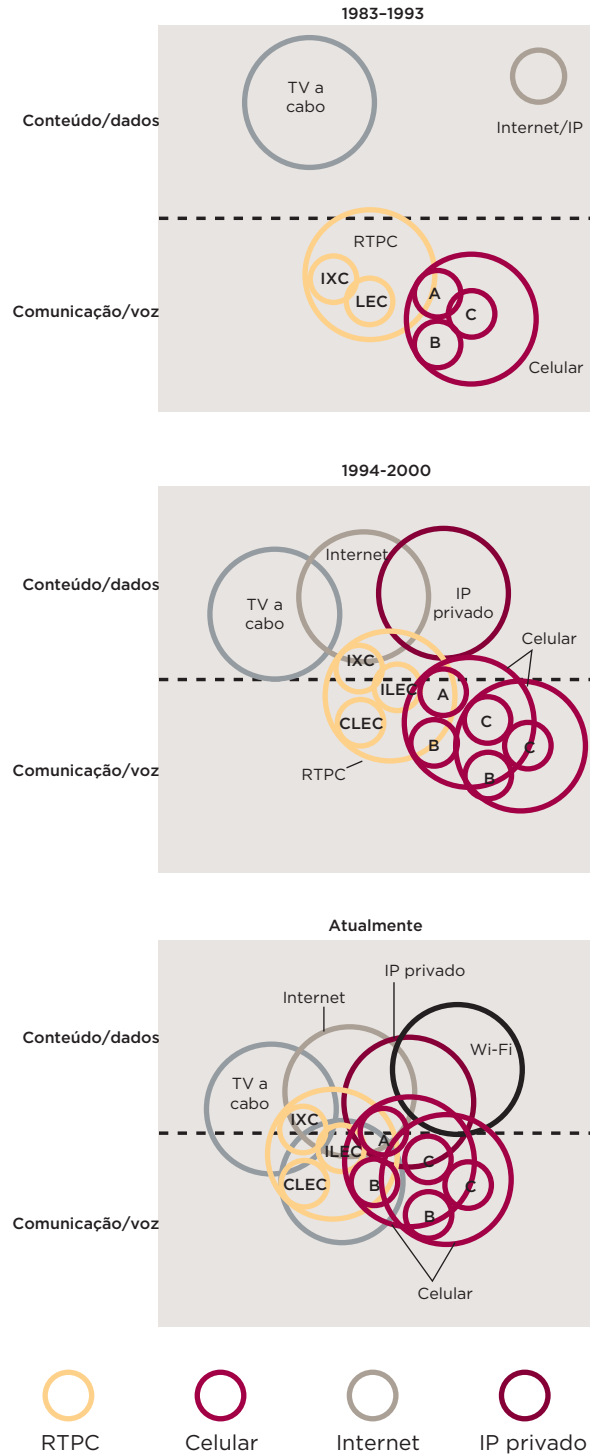 1983–1993
TV a
cabo
Conteúdo/dados
Internet/IP
RTPC
IXC
LEC
A
C
B
Comunicação/voz
Celular
1994-2000
Internet
Conteúdo/dados
TV a
cabo
IP
privado
Celular
IXC
ILEC
A
CLEC
C
B
C
B
RTPC
Comunicação/voz
Atualmente
IP privado
Internet
Conteúdo/dados
Wi-Fi
TV a
cabo
IXC
A
ILEC
C
CLEC
B
C
B
Comunicação/voz
Celular
RTPC
Celular
Internet
IP privado